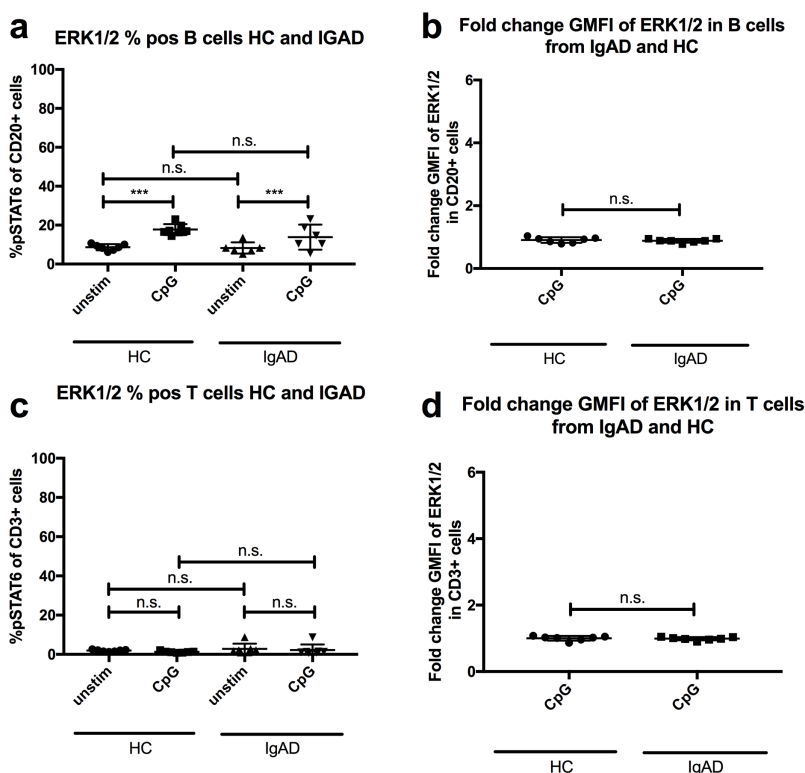 a
ERK1/2 % pos B cells HC and IGAD
%pSTAT6 of CD20+ cells
100
80
60
40
20
0
n.s.
n.s.
***
***
unstim
CpG
unstim
CpG
HC
IgAD
b
Fold change GMFI of ERK1/2 in B cells
from IgAD and HC
Fold change GMFI of ERK1/2
in CD20+ cells
6
4
2
0
n.s.
CpG
CpG
HC
IgAD
c
ERK1/2 % pos T cells HC and IGAD
%pSTAT6 of CD3+ cells
100
80
60
40
20
0
n.s.
n.s.
n.s.
n.s.
unstim
CpG
unstim
CpG
HC
IgAD
d
Fold change GMFI of ERK1/2 in T cells
from IgAD and HC
Fold change GMFI of ERK1/2
in CD3+ cells
6
4
2
0
n.s.
CpG
CpG
HC
IgAD